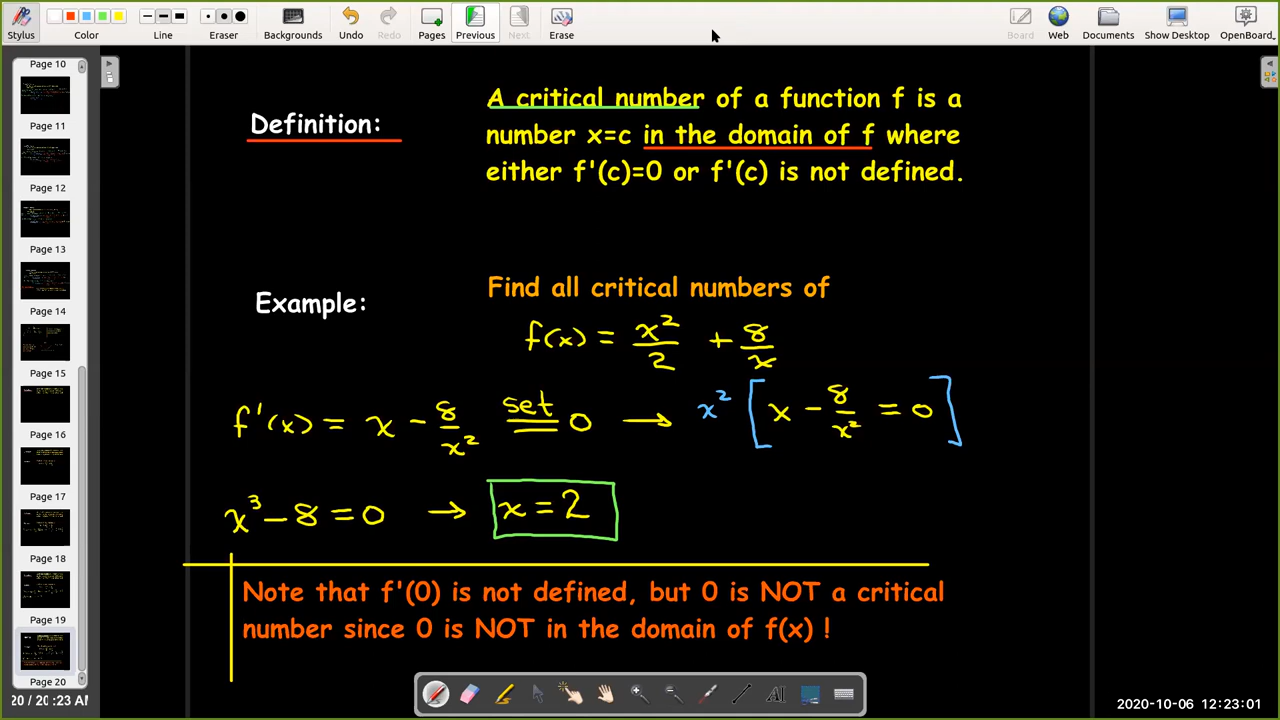 Stylus
Color
Line
Eraser
Backgrounds
Undo
Redo
Pages
Previous
Next
Erase
Board
Web
Documents
Show Desktop
OpenBoard
Page 10
Page 11
Page 12
Page 13
Page 14
Page 15
Page 16
Page 17
Page 18
Page 19
Page 20
20 / 20
:23 AM
Definition:
A critical number of a function f is a
number x=c in the domain of f where
either f'(c)=0 or f'(c) is not defined.
Example:
Find all critical numbers of
f(x) = x²/2 + 8/x
f'(x) = x - 8/x² set = 0 → x² [ x - 8/x² = 0 ]
x³ - 8 = 0 → x = 2
Note that f'(0) is not defined, but 0 is NOT a critical
number since 0 is NOT in the domain of f(x) !
AI
2020-10-06 12:23:01